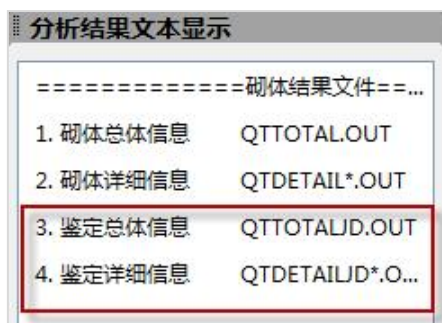 分析结果文本显示
=============砌体结果文件==...
1. 砌体总体信息 QTTOTAL.OUT
2. 砌体详细信息 QTDETAIL*.OUT
3. 鉴定总体信息 QTTOTALJD.OUT
4. 鉴定详细信息 QTDETAILJD*.O...